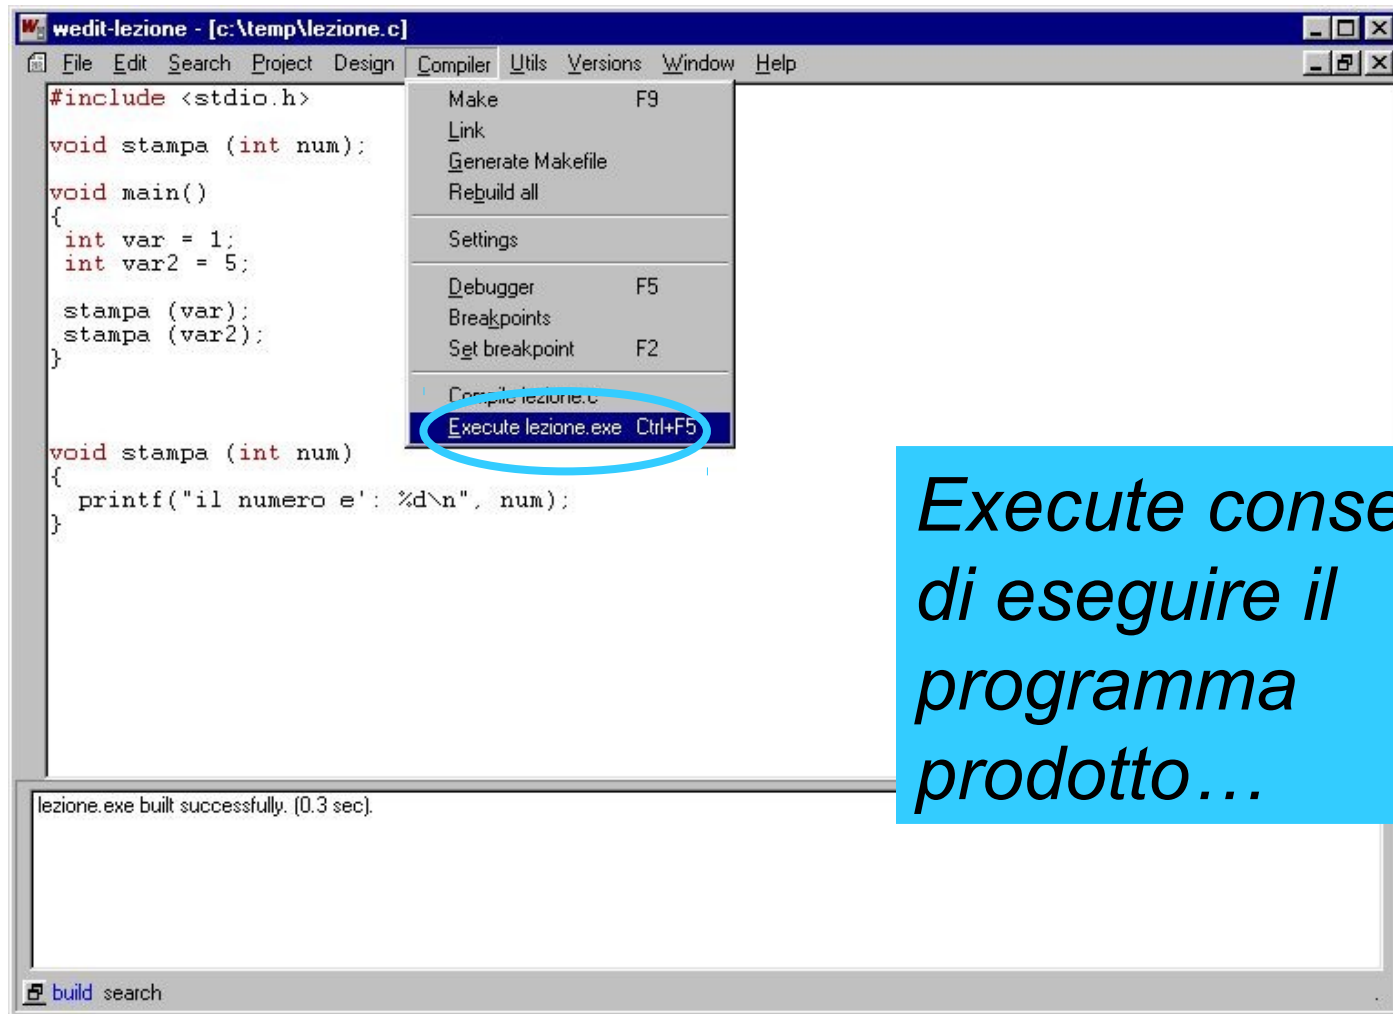 wedit-lezione - [c:\temp\lezione.c]
File Edit Search Project Design Compiler Utils Versions Window Help
#include <stdio.h>
void stampa (int num);
void main()
{
int var = 1;
int var2 = 5;
stampa (var);
stampa (var2);
}
void stampa (int num)
{
printf("il numero e': %d\n", num);
}
Make F9
Link
Generate Makefile
Rebuild all
Settings
Debugger F5
Breakpoints
Set breakpoint F2
Compile lezione.c
Execute lezione.exe Ctrl+F5
Execute conse
di eseguire il
programma
prodotto…
lezione.exe built successfully. (0.3 sec).
build search